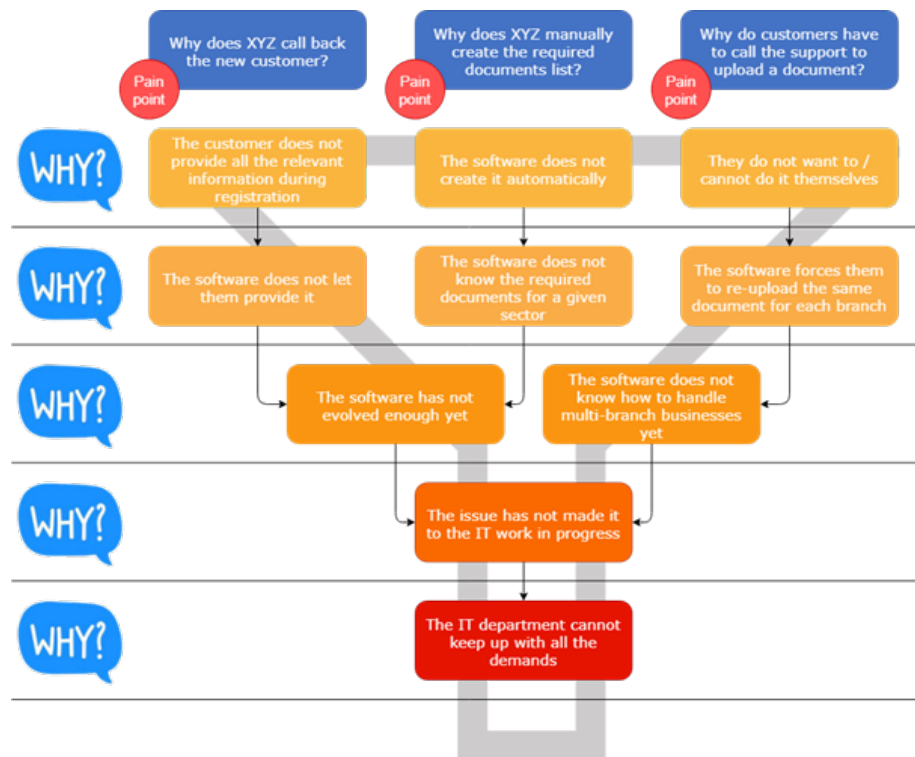 Why does XYZ call back
the new customer?
Pain
point
Why does XYZ manually
create the required
documents list?
Pain
point
Why do customers have
to call the support to
upload a document?
Pain
point
WHY?
The customer does not
provide all the relevant
information during
registration
The software does not
create it automatically
They do not want to /
cannot do it themselves
WHY?
The software does not let
them provide it
The software does not
know the required
documents for a given
sector
The software forces them
to re-upload the same
document for each branch
WHY?
The software has not
evolved enough yet
The software does not
know how to handle
multi-branch businesses
yet
WHY?
The issue has not made it
to the IT work in progress
WHY?
The IT department cannot
keep up with all the
demands